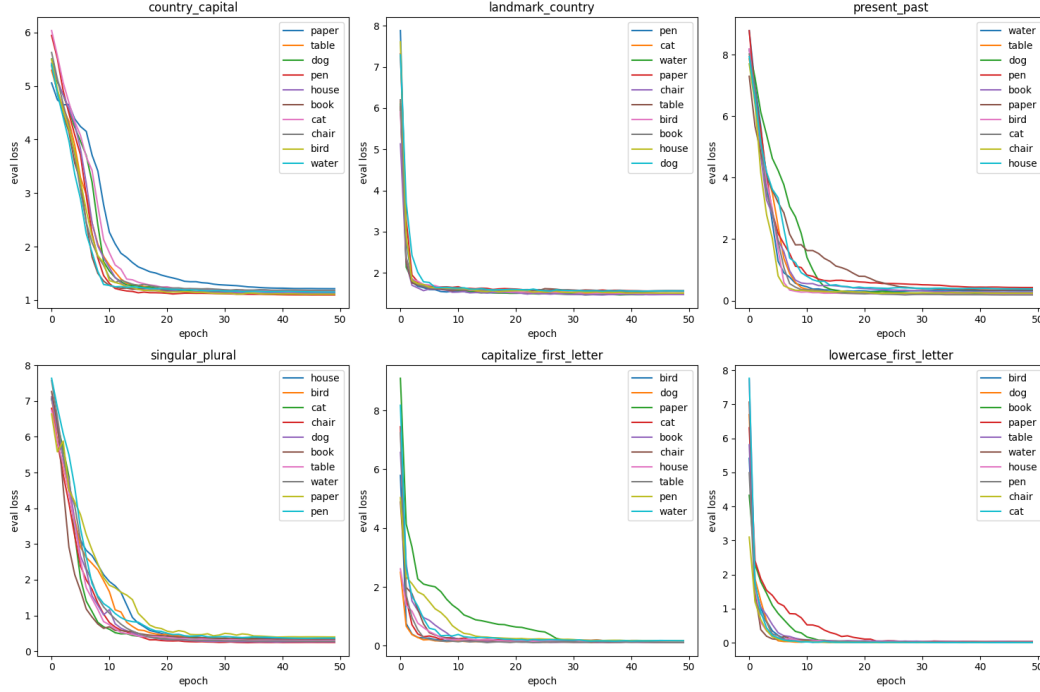 country_capital
eval loss
6
5
4
3
2
1
0
10
20
30
40
50
epoch
paper
table
dog
pen
house
book
cat
chair
bird
water
landmark_country
eval loss
8
7
6
5
4
3
2
0
10
20
30
40
50
epoch
pen
cat
water
paper
chair
table
bird
book
house
dog
present_past
eval loss
8
6
4
2
0
0
10
20
30
40
50
epoch
water
table
dog
pen
book
paper
bird
cat
chair
house
singular_plural
eval loss
8
7
6
5
4
3
2
1
0
0
10
20
30
40
50
epoch
house
bird
cat
chair
dog
book
table
water
paper
pen
capitalize_first_letter
eval loss
8
6
4
2
0
0
10
20
30
40
50
epoch
bird
dog
paper
cat
book
chair
house
table
pen
water
lowercase_first_letter
eval loss
8
7
6
5
4
3
2
1
0
0
10
20
30
40
50
epoch
bird
dog
book
paper
table
water
house
pen
chair
cat